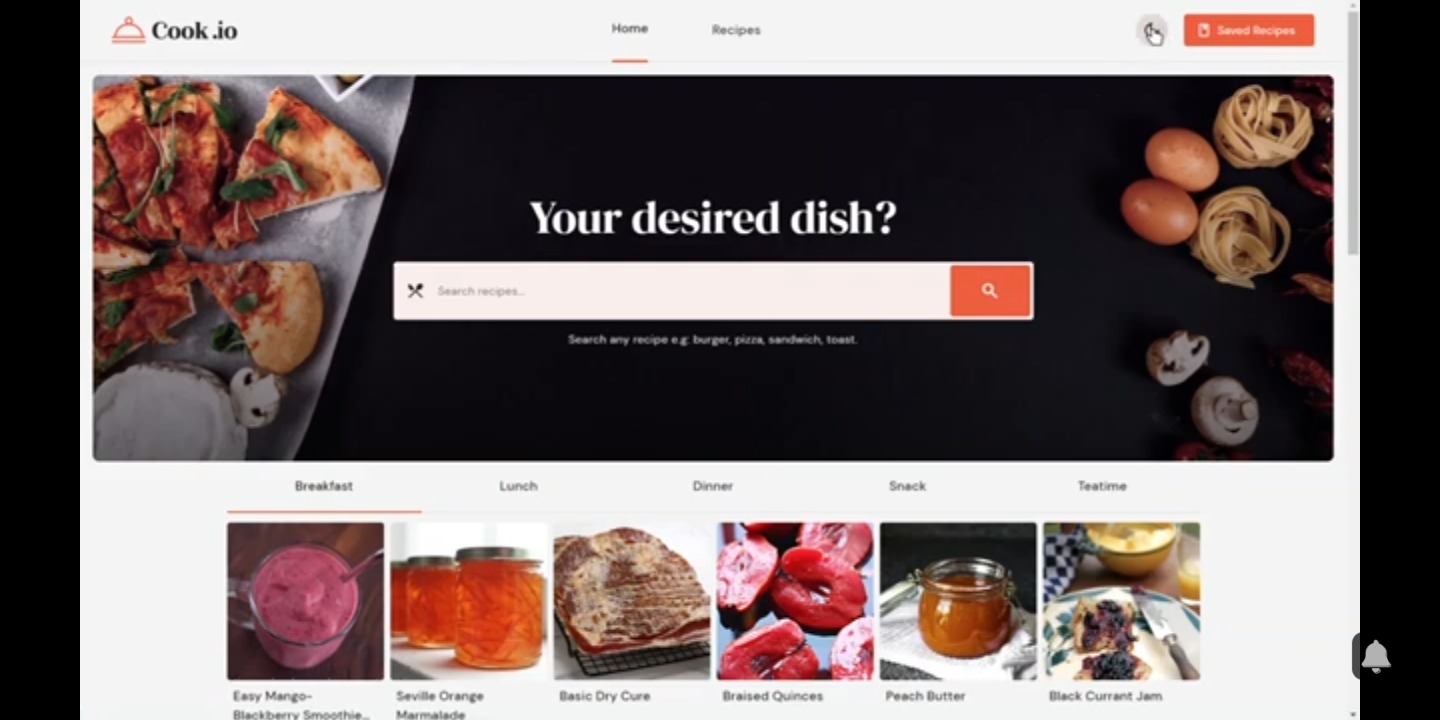 Cook.io
Home
Recipes
Saved Recipes
Your desired dish?
Search recipes...
Search any recipe e.g: burger, pizza, sandwich, toast.
Breakfast
Lunch
Dinner
Snack
Teatime
Easy Mango-
Blackberry Smoothie...
Seville Orange
Marmalade
Basic Dry Cure
Braised Quinces
Peach Butter
Black Currant Jam